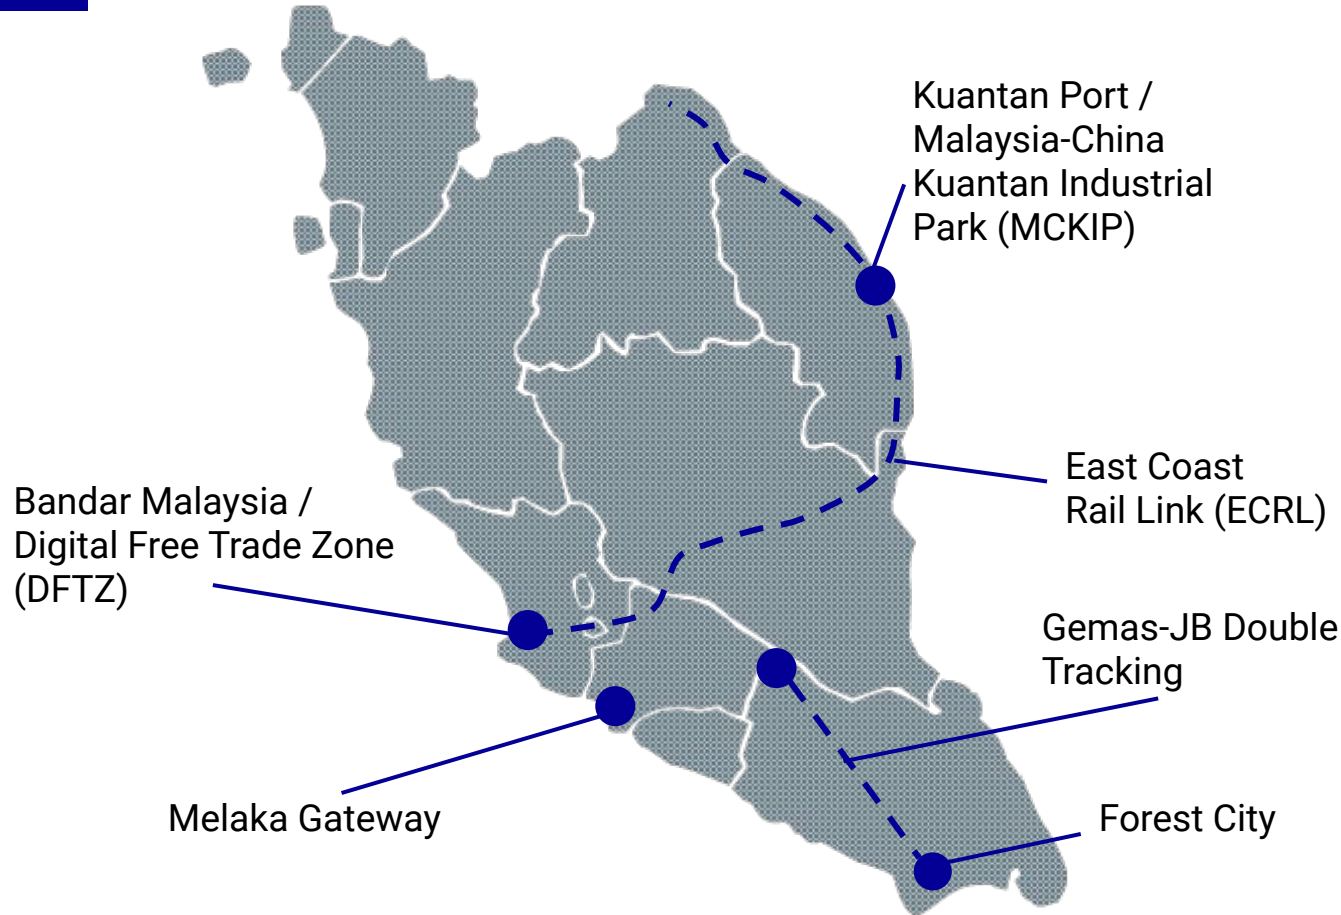 Kuantan Port /
Malaysia-China
Kuantan Industrial
Park (MCKIP)
East Coast
Rail Link (ECRL)
Bandar Malaysia /
Digital Free Trade Zone
(DFTZ)
Gemas-JB Double
Tracking
Melaka Gateway
Forest City